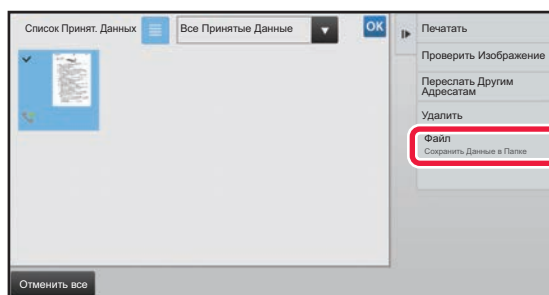 Список Принят. Данных
Все Принятые Данные
OK
Печатать
Проверить Изображение
Переслать Другим
Адресатам
Удалить
Файл
Сохранить Данные в Папке
Отменить все